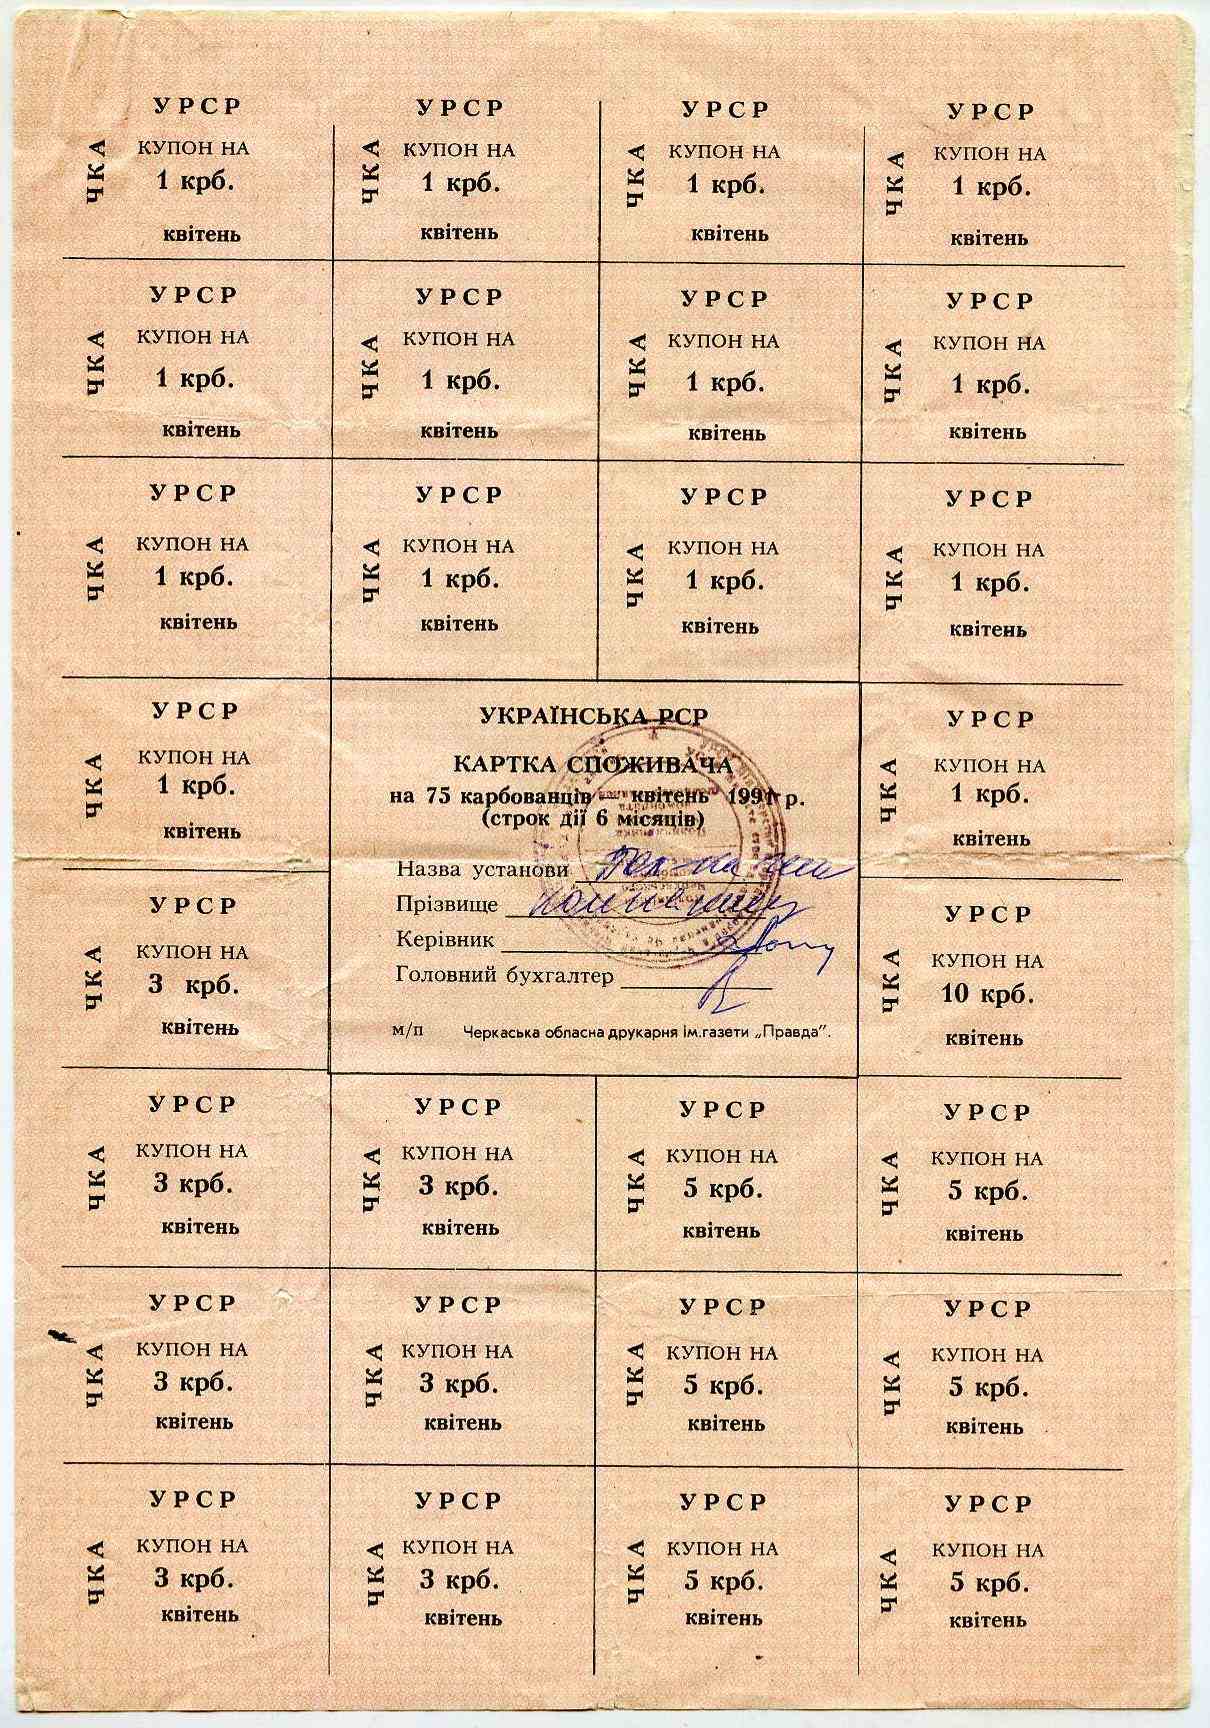 УРСР
ЧКА
КУПОН НА
1 крб.
квітень
УРСР
ЧКА
КУПОН НА
1 крб.
квітень
УРСР
ЧКА
КУПОН НА
1 крб.
квітень
УРСР
ЧКА
КУПОН НА
1 крб.
квітень
УРСР
ЧКА
КУПОН НА
1 крб.
квітень
УРСР
ЧКА
КУПОН НА
1 крб.
квітень
УРСР
ЧКА
КУПОН НА
1 крб.
квітень
УРСР
ЧКА
КУПОН НА
1 крб.
квітень
УРСР
ЧКА
КУПОН НА
1 крб.
квітень
УРСР
ЧКА
КУПОН НА
1 крб.
квітень
УРСР
ЧКА
КУПОН НА
1 крб.
квітень
УРСР
ЧКА
КУПОН НА
1 крб.
квітень
УРСР
ЧКА
КУПОН НА
1 крб.
квітень
УКРАЇНСЬКА РСР
КАРТКА СПОЖИВАЧА
на 75 карбованців — квітень 1991 р.
(строк дії 6 місяців)
Назва установи
Прізвище
Керівник
Головний бухгалтер
м/п Черкаська обласна друкарня ім.газети „Правда".
УРСР
ЧКА
КУПОН НА
1 крб.
квітень
УРСР
ЧКА
КУПОН НА
3 крб.
квітень
УРСР
ЧКА
КУПОН НА
10 крб.
квітень
УРСР
ЧКА
КУПОН НА
3 крб.
квітень
УРСР
ЧКА
КУПОН НА
3 крб.
квітень
УРСР
ЧКА
КУПОН НА
5 крб.
квітень
УРСР
ЧКА
КУПОН НА
5 крб.
квітень
УРСР
ЧКА
КУПОН НА
3 крб.
квітень
УРСР
ЧКА
КУПОН НА
3 крб.
квітень
УРСР
ЧКА
КУПОН НА
5 крб.
квітень
УРСР
ЧКА
КУПОН НА
5 крб.
квітень
УРСР
ЧКА
КУПОН НА
3 крб.
квітень
УРСР
ЧКА
КУПОН НА
3 крб.
квітень
УРСР
ЧКА
КУПОН НА
5 крб.
квітень
УРСР
ЧКА
КУПОН НА
5 крб.
квітень